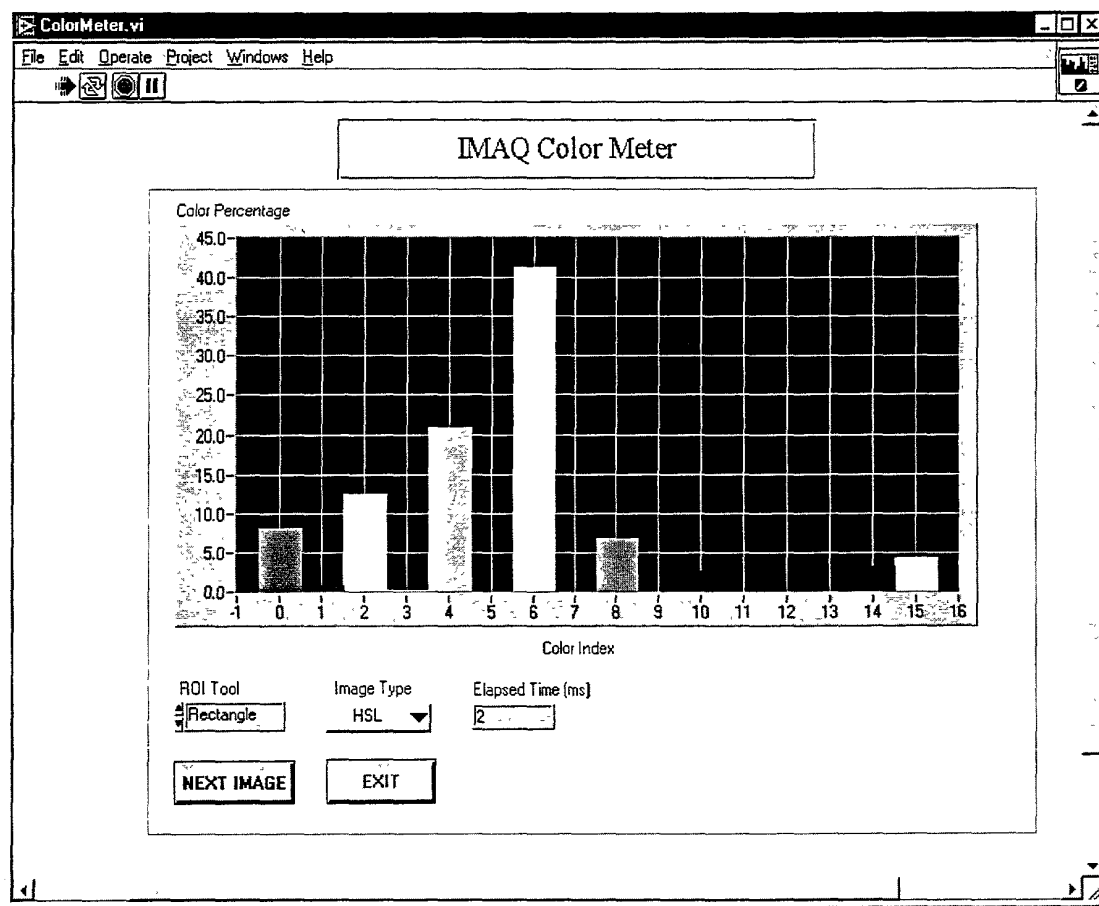 ColorMeter.vi
File Edit Operate Project Windows Help
IMAQ Color Meter
Color Percentage
45.0
40.0
35.0
30.0
25.0
20.0
15.0
10.0
5.0
0.0
-1 0 1 2 3 4 5 6 7 8 9 10 11 12 13 14 15 16
Color Index
ROI Tool Image Type Elapsed Time (ms)
Rectangle HSL 2
NEXT IMAGE EXIT